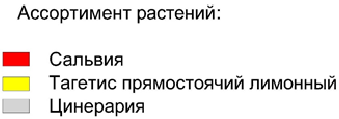 Ассортимент растений:
Сальвия
Тагетис прямостоячий лимонный
Цинерария